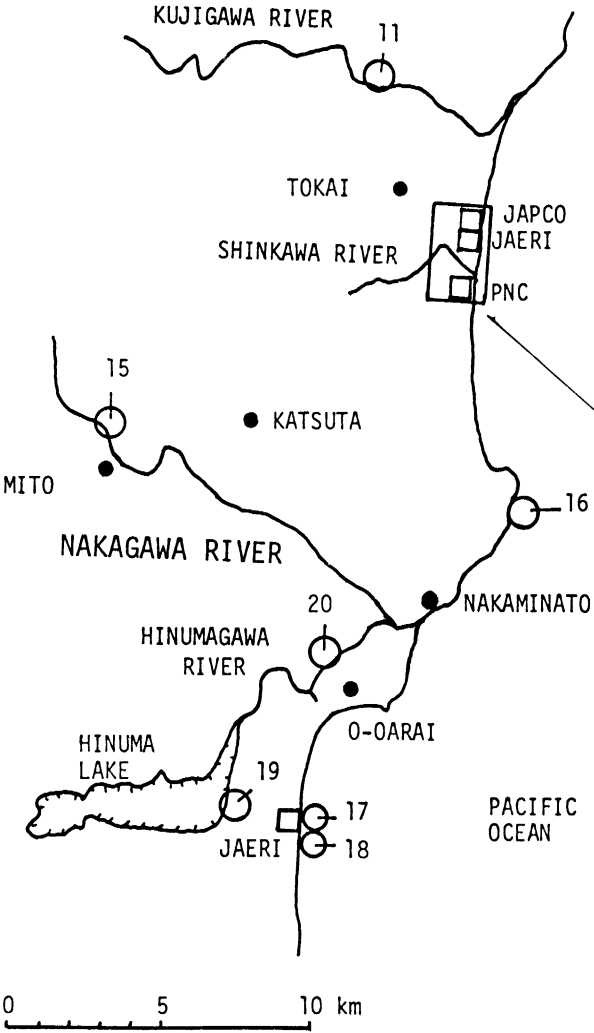 KUJIGAWA RIVER
11
TOKAI
JAPCO
JAERI
SHINKAWA RIVER
PNC
15
KATSUTA
MITO
16
NAKAGAWA RIVER
20
NAKAMINATO
HINUMAGAWA
RIVER
O-OARAI
HINUMA
LAKE
19
17
PACIFIC
OCEAN
JAERI
18
0 5 10 km